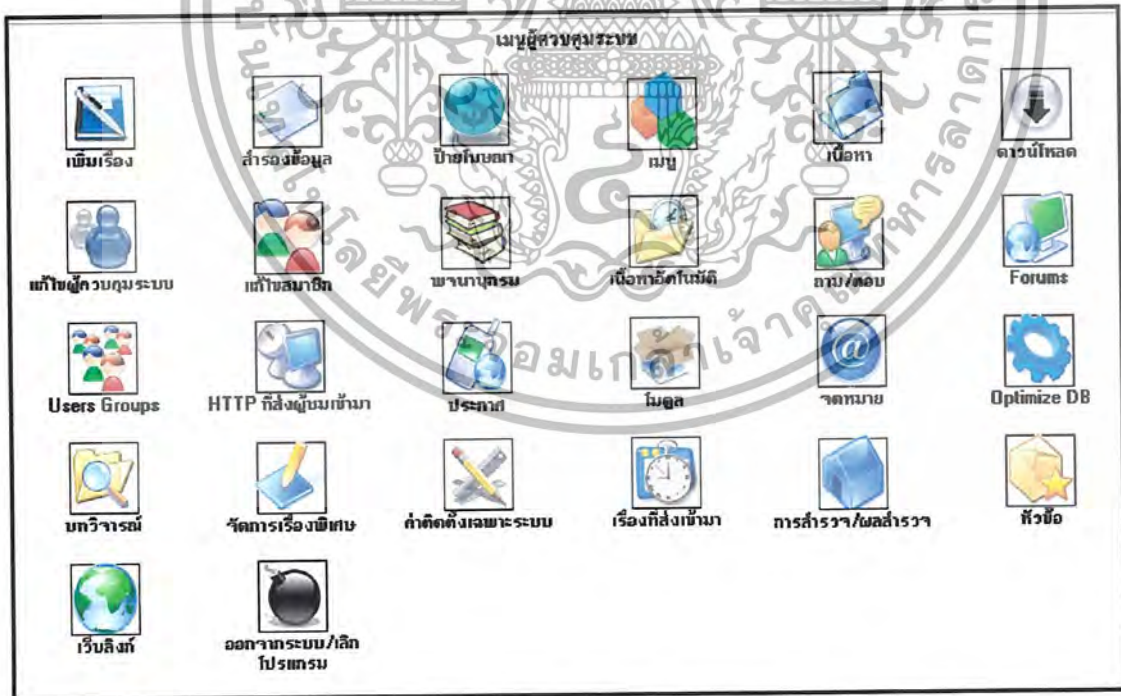 เมนูผู้ควบคุมระบบ
เพิ่มเรื่อง
สำรองข้อมูล
ป้ายโฆษณา
เมนู
เนื้อหา
ดาวน์โหลด
แก้ไขผู้ควบคุมระบบ
แก้ไขสมาชิก
พจนานุกรม
เนื้อหาอัตโนมัติ
ถาม/ตอบ
Forums
Users Groups
HTTP ที่ส่งผู้ชมเข้ามา
ประกาศ
โมดูล
จดหมาย
Optimize DB
บทวิจารณ์
จัดการเรื่องพิเศษ
ค่าติดตั้งเฉพาะระบบ
เรื่องที่ส่งเข้ามา
การสำรวจ/ผลสำรวจ
หัวข้อ
เว็บลิงก์
ออกจากระบบ/เลิก
โปรแกรม